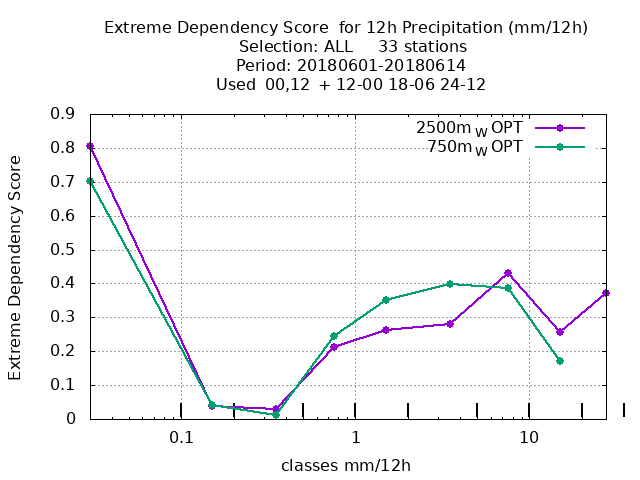 Extreme Dependency Score  for 12h Precipitation (mm/12h)
Selection: ALL     33 stations
Period: 20180601-20180614
Used  00,12  + 12-00 18-06 24-12
2500m W OPT
750m W OPT
Extreme Dependency Score
0.9
0.8
0.7
0.6
0.5
0.4
0.3
0.2
0.1
0
0.1 1 10
classes mm/12h